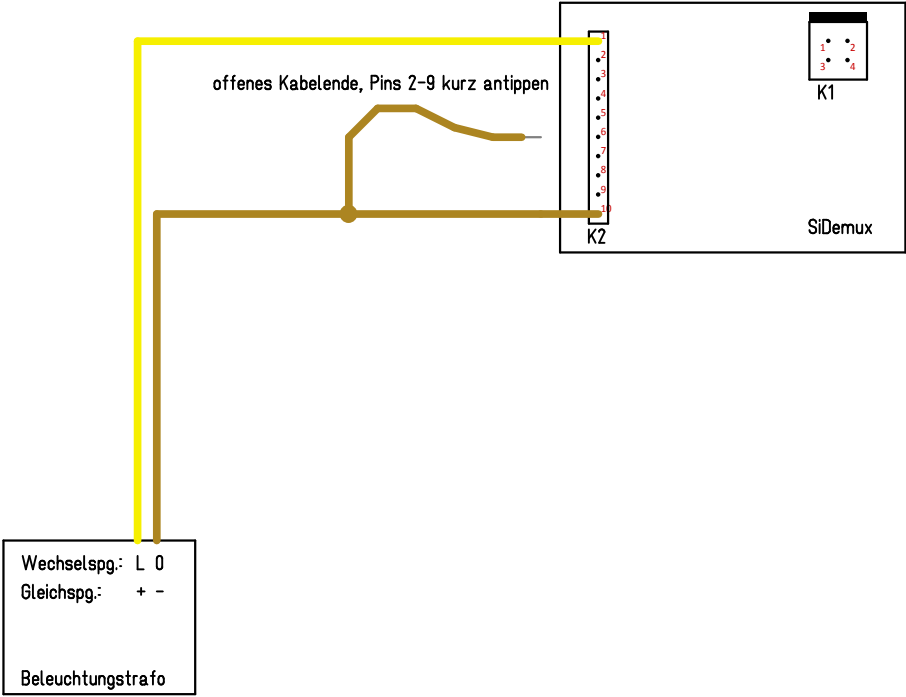 1
2
3
4
5
6
7
8
9
10
K2
1 2
3 4
K1
SiDemux
offenes Kabelende, Pins 2-9 kurz antippen
Wechselspg.: L 0
Gleichspg.: + -
Beleuchtungstrafo